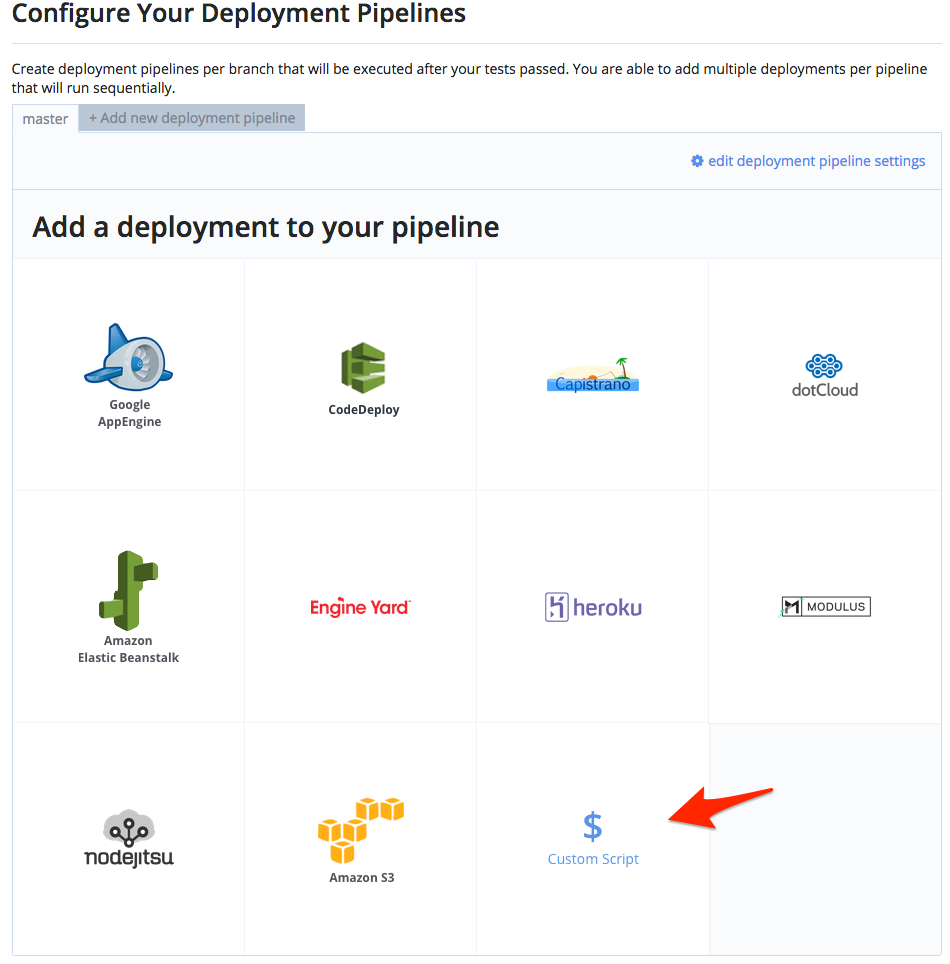 Configure Your Deployment Pipelines
Create deployment pipelines per branch that will be executed after your tests passed. You are able to add multiple deployments per pipeline
that will run sequentially.
master
+ Add new deployment pipeline
edit deployment pipeline settings
Add a deployment to your pipeline
Google
AppEngine
CodeDeploy
Capistrano
dotCloud
Amazon
Elastic Beanstalk
Engine Yard
heroku
MODULUS
nodejitsu
Amazon S3
$
Custom Script